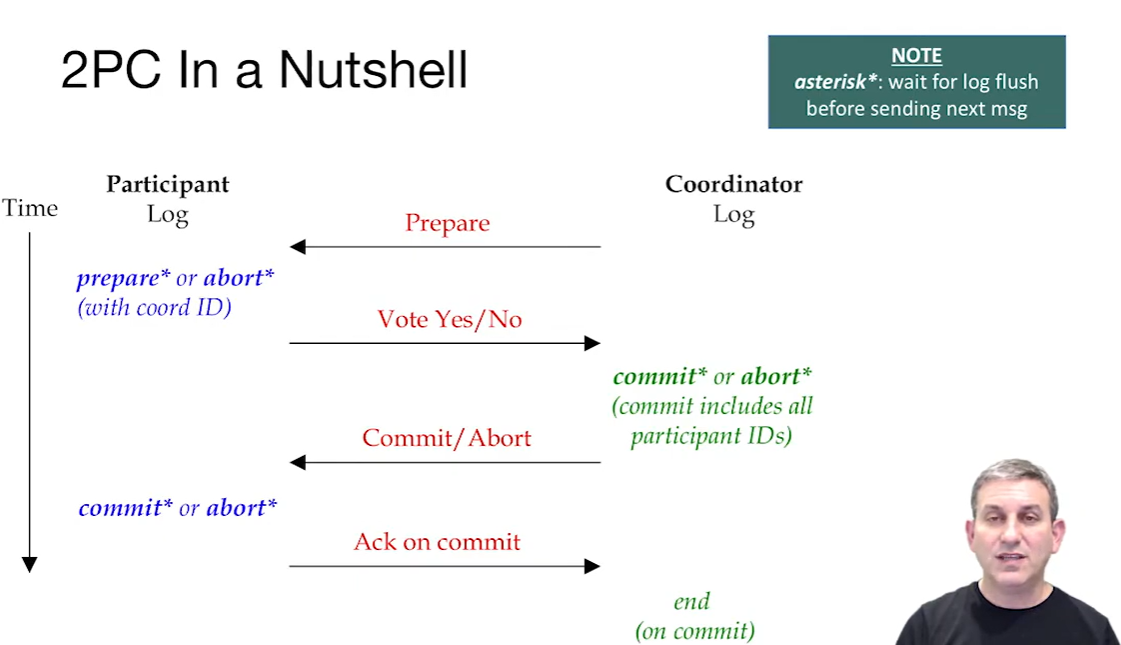 2PC In a Nutshell
NOTE
asterisk*: wait for log flush
before sending next msg
Participant
Log
Coordinator
Log
Time
Prepare
prepare* or abort*
(with coord ID)
Vote Yes/No
commit* or abort*
(commit includes all
participant IDs)
Commit/Abort
commit* or abort*
Ack on commit
end
(on commit)